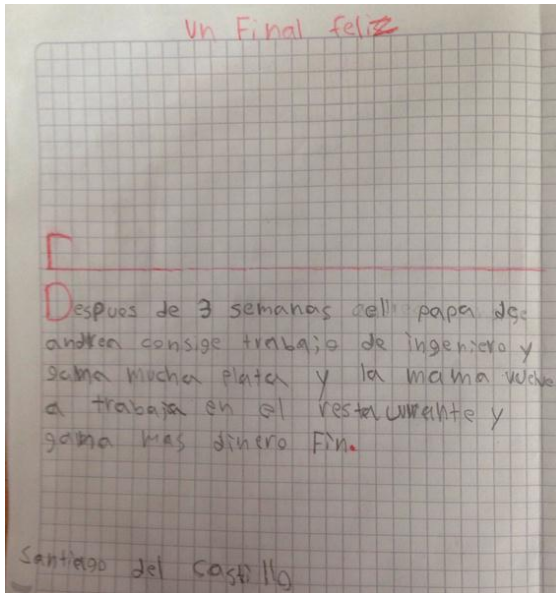 Un Final feliz
Despues de 3 semanas el papa de
andrea consige trabajo de ingeniero y
gana mucha plata y la mama vuelve
a trabaja en el restaurante y
gana mas dinero Fin.
Santiago del castillo